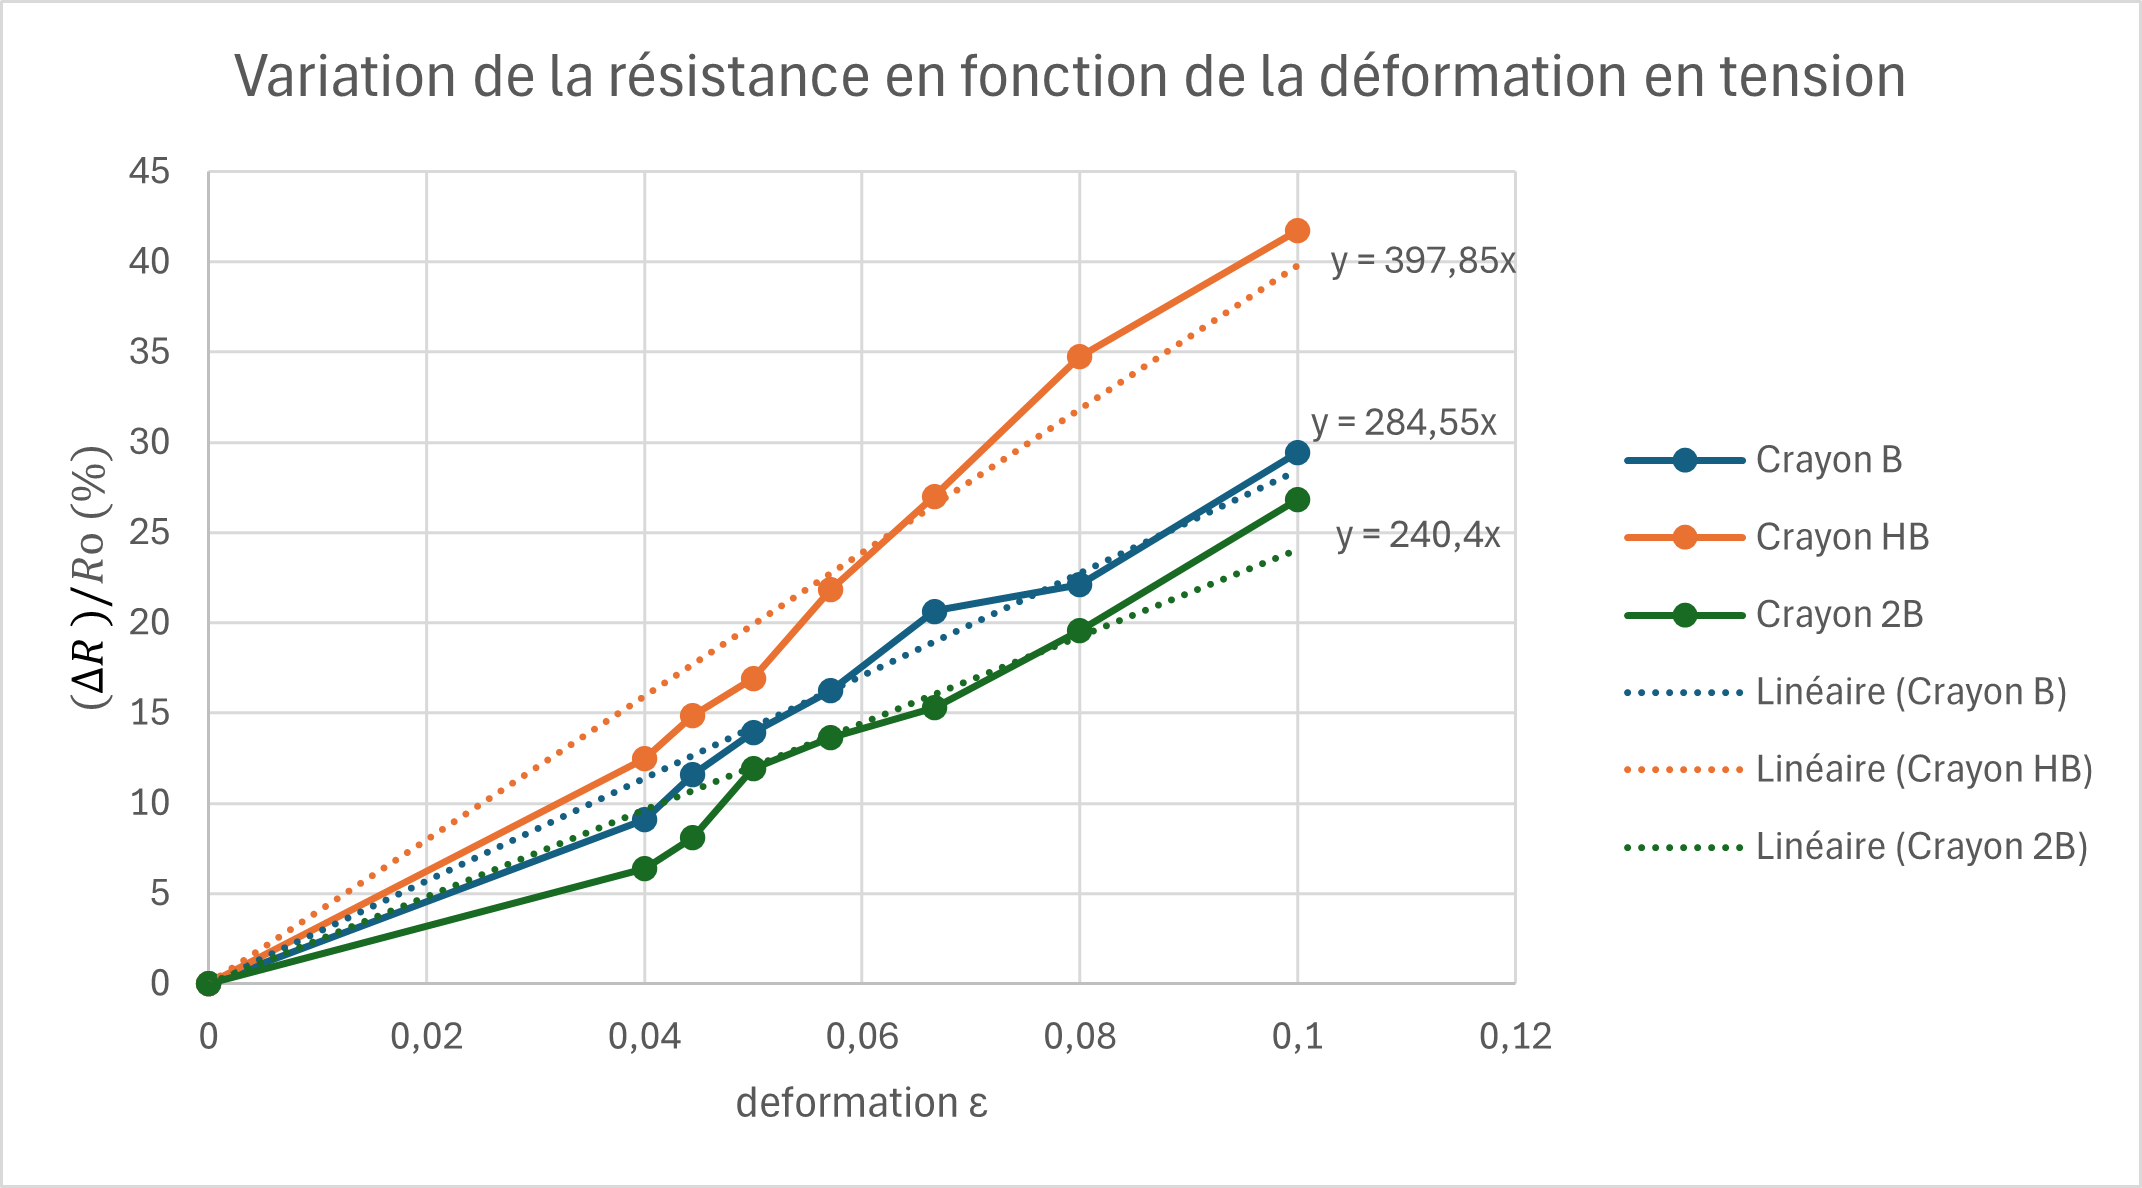 Variation de la résistance en fonction de la déformation en tension
(ΔR )/Ro (%)
45
40
35
30
25
20
15
10
5
0
0
0,02
0,04
0,06
0,08
0,1
0,12
deformation ε
y = 397,85x
y = 284,55x
y = 240,4x
Crayon B
Crayon HB
Crayon 2B
Linéaire (Crayon B)
Linéaire (Crayon HB)
Linéaire (Crayon 2B)